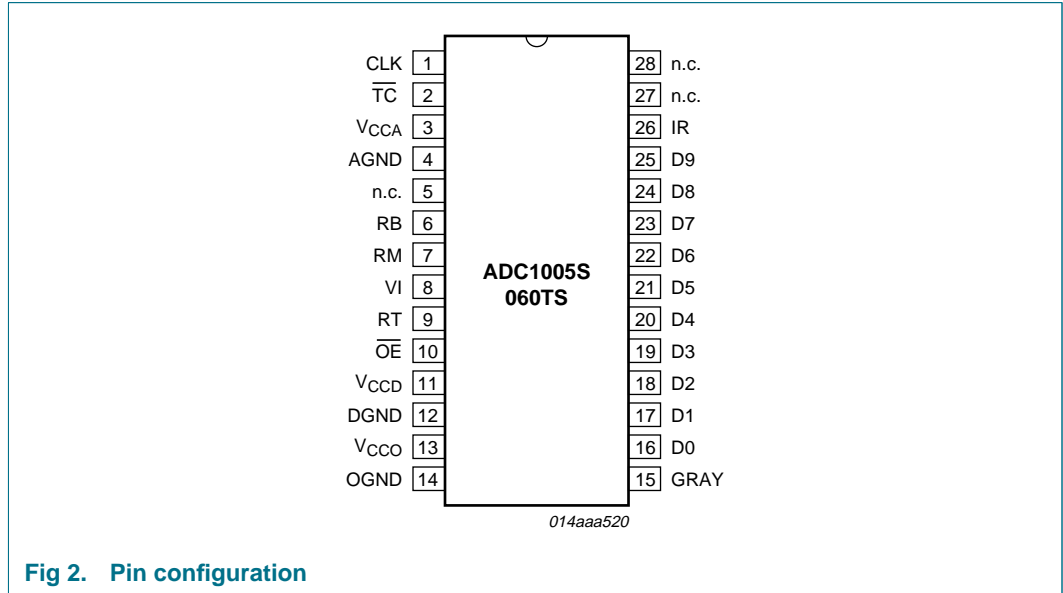 CLK 1 28 n.c.
TC 2 27 n.c.
VCCA 3 26 IR
AGND 4 25 D9
n.c. 5 24 D8
RB 6 23 D7
RM 7 22 D6
VI 8 21 D5
RT 9 20 D4
OE 10 19 D3
VCCD 11 18 D2
DGND 12 17 D1
VCCO 13 16 D0
OGND 14 15 GRAY
ADC1005S
060TS
014aaa520
Fig 2. Pin configuration